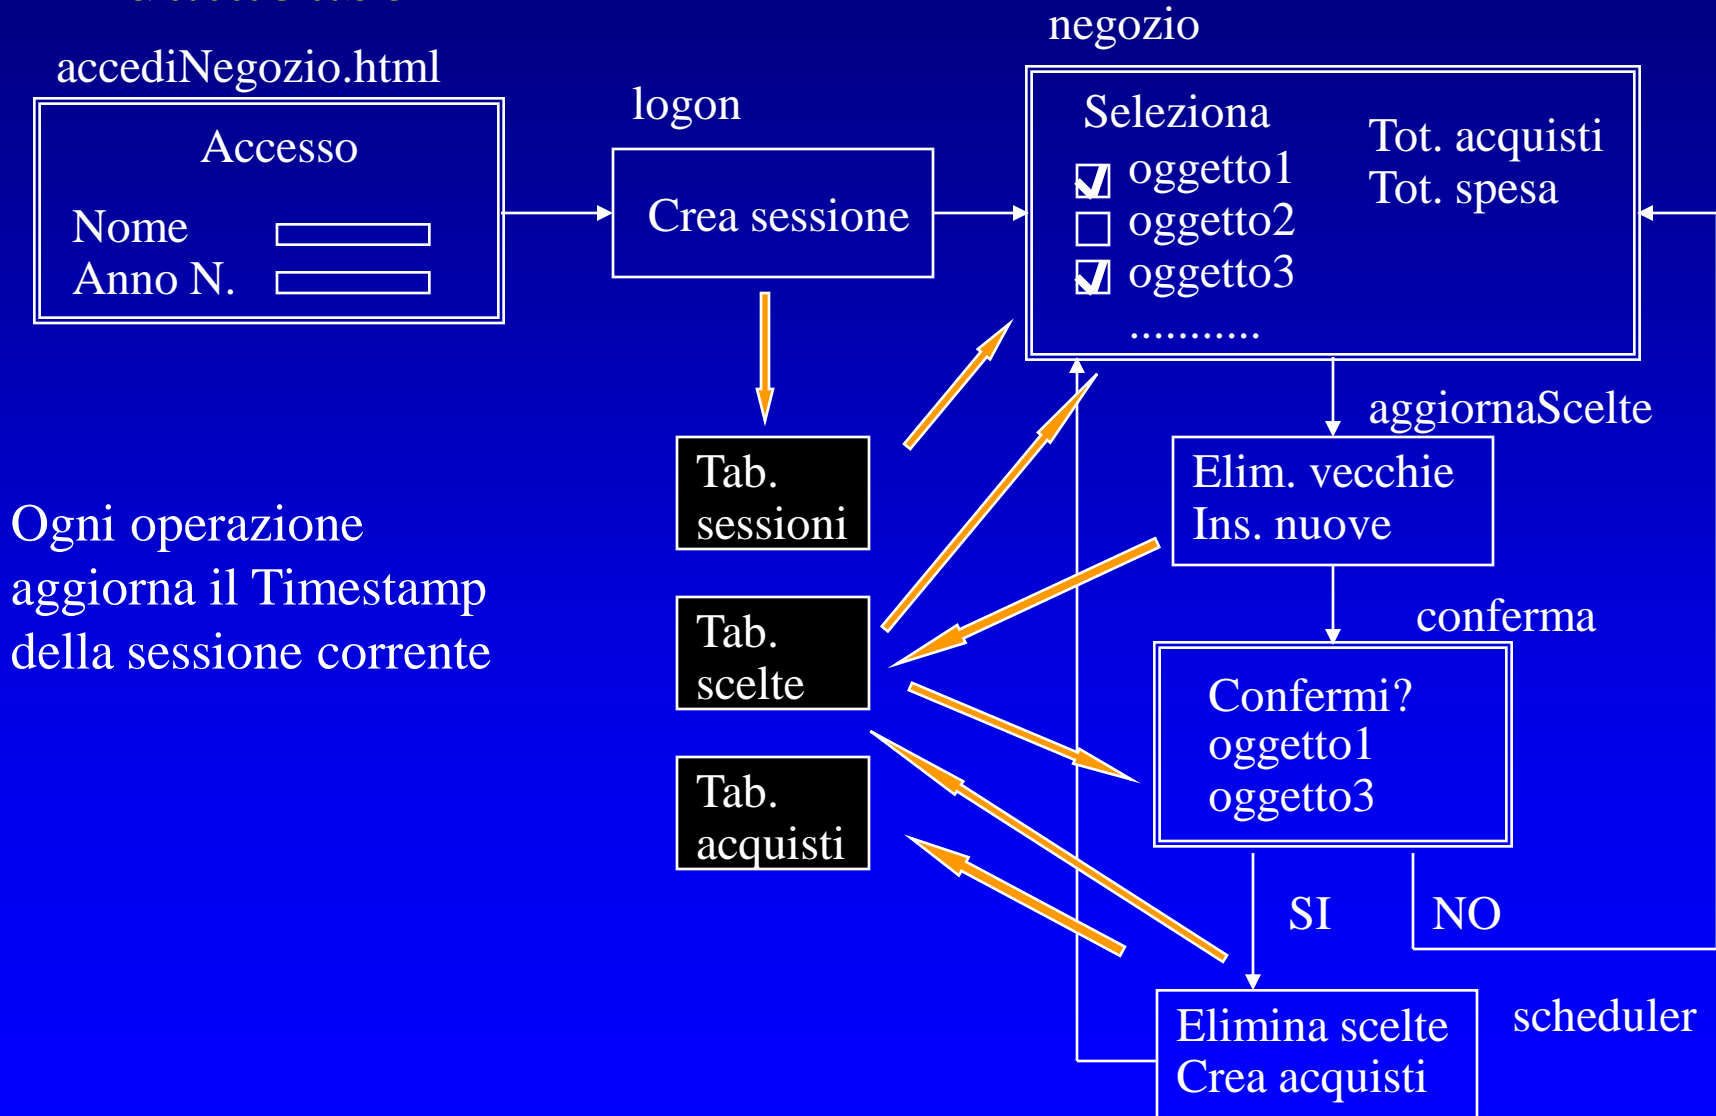 negozio
accediNegozio.html
Accesso
Nome
Anno N.
logon
Crea sessione
Seleziona
oggetto1
oggetto2
oggetto3
...........
Tot. acquisti
Tot. spesa
aggiornaScelte
Elim. vecchie
Ins. nuove
Tab.
sessioni
Ogni operazione
aggiorna il Timestamp
della sessione corrente
Tab.
scelte
Tab.
acquisti
conferma
Confermi?
oggetto1
oggetto3
SI
NO
scheduler
Elimina scelte
Crea acquisti